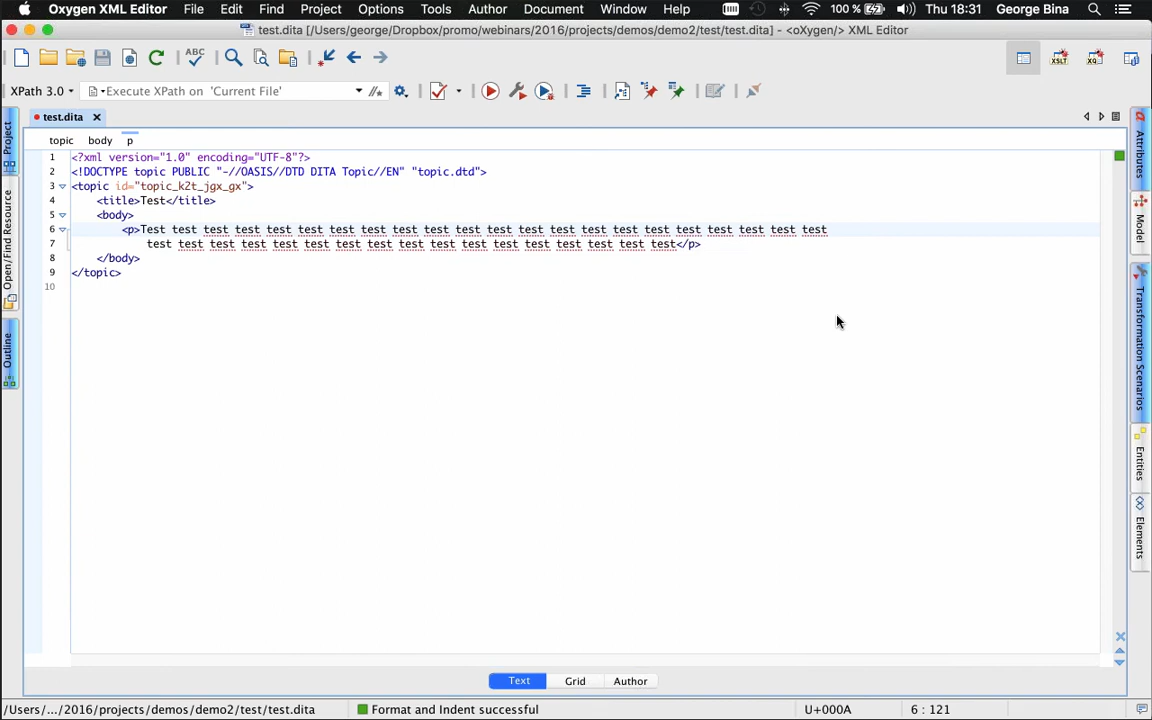 Oxygen XML Editor File Edit Find Project Options Tools Author Document Window Help 100% Thu 18:31 George Bina
test.dita [/Users/george/Dropbox/promo/webinars/2016/projects/demos/demo2/test/test.dita] - <oXygen/> XML Editor
ABC XSLT XQ
XPath 3.0 Execute XPath on 'Current File'
test.dita
topic body p
1 <?xml version="1.0" encoding="UTF-8"?>
2 <!DOCTYPE topic PUBLIC "-//OASIS//DTD DITA Topic//EN" "topic.dtd">
3 <topic id="topic_k2t_jgx_gx">
4 <title>Test</title>
5 <body>
6 <p>Test test test test test test test test test test test test test test test test test test test test test test
7 test test test test test test test test test test test test test test test test test</p>
8 </body>
9 </topic>
10
Project
Open/Find Resource
Outline
Attributes
Model
Transformation Scenarios
Entities
Elements
Text Grid Author
/Users/.../2016/projects/demos/demo2/test/test.dita Format and Indent successful U+000A 6 : 121